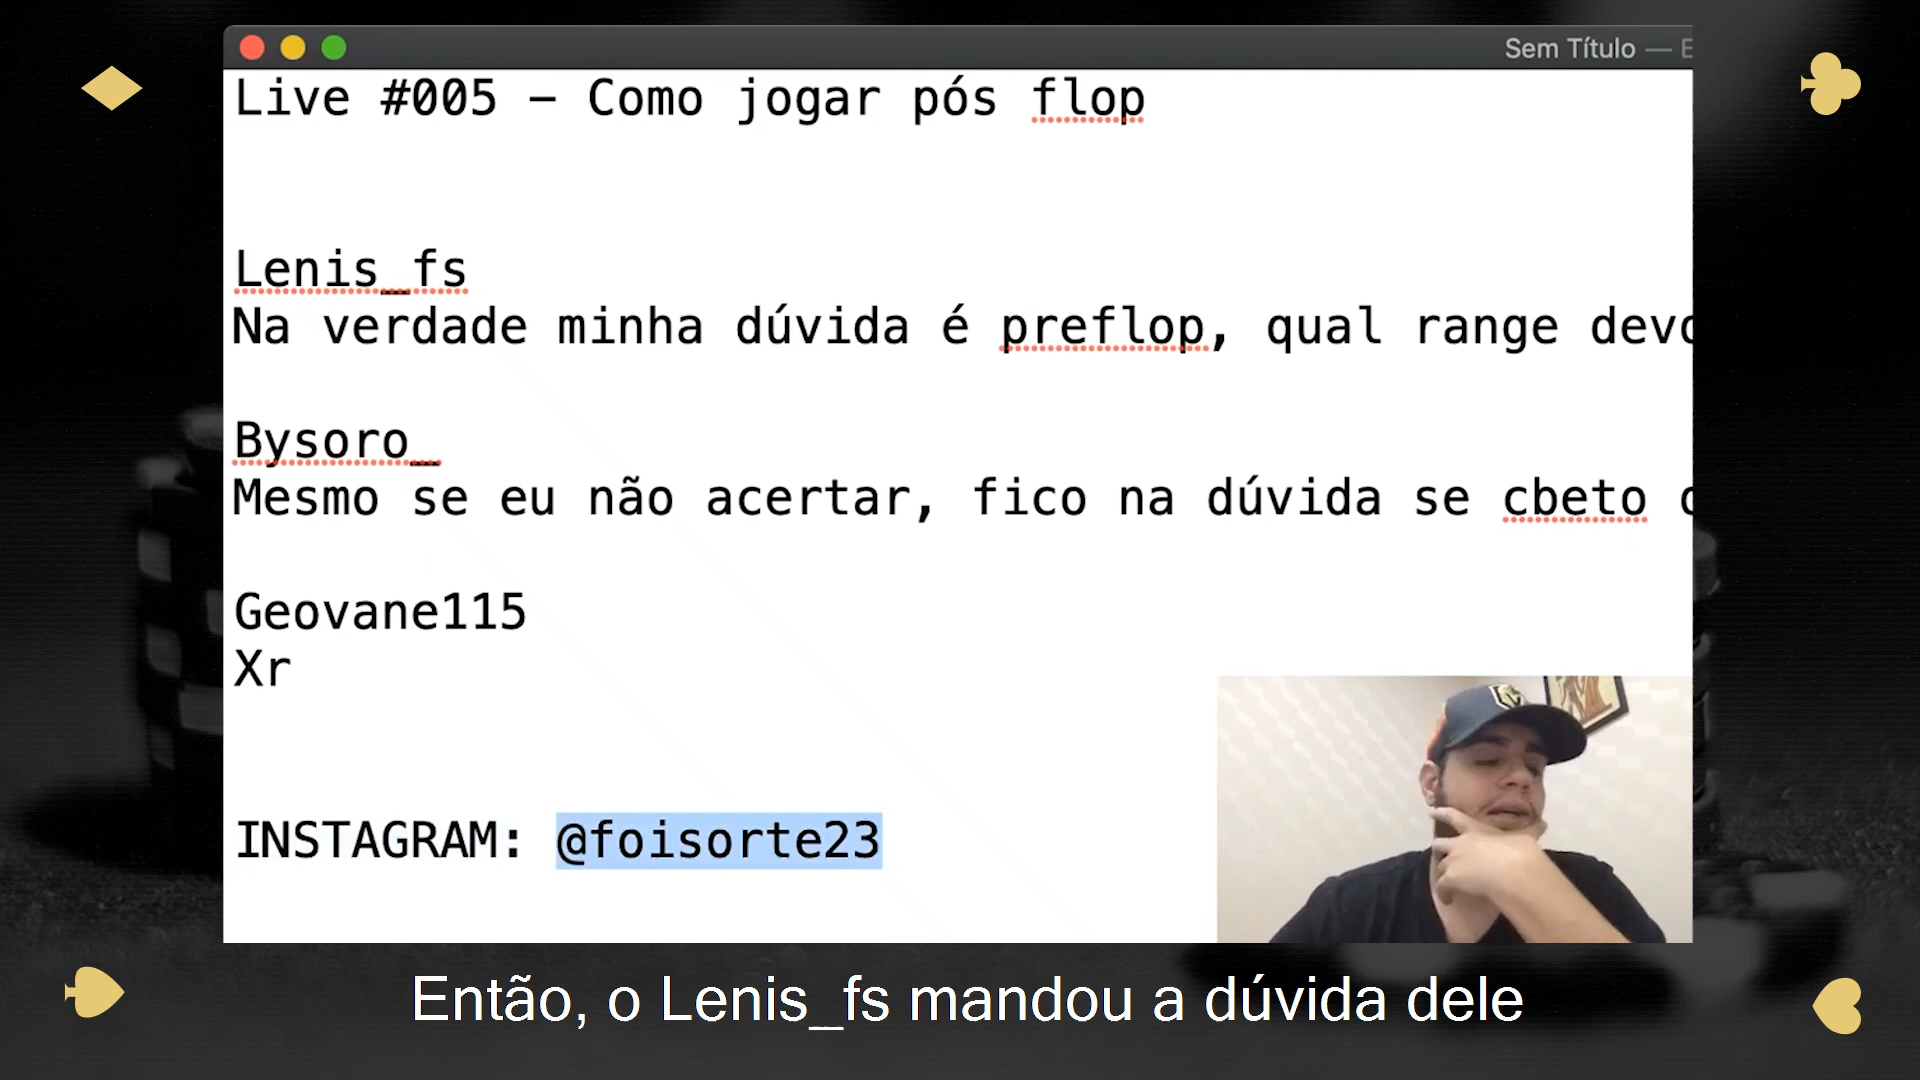 Sem Título —
Live #005 – Como jogar pós flop
Lenis_fs
Na verdade minha dúvida é preflop, qual range
Bysoro_
Mesmo se eu não acertar, fico na dúvida se cbeto
Geovane115
Xr
INSTAGRAM: @foisorte23
Então, o Lenis_fs mandou a dúvida dele